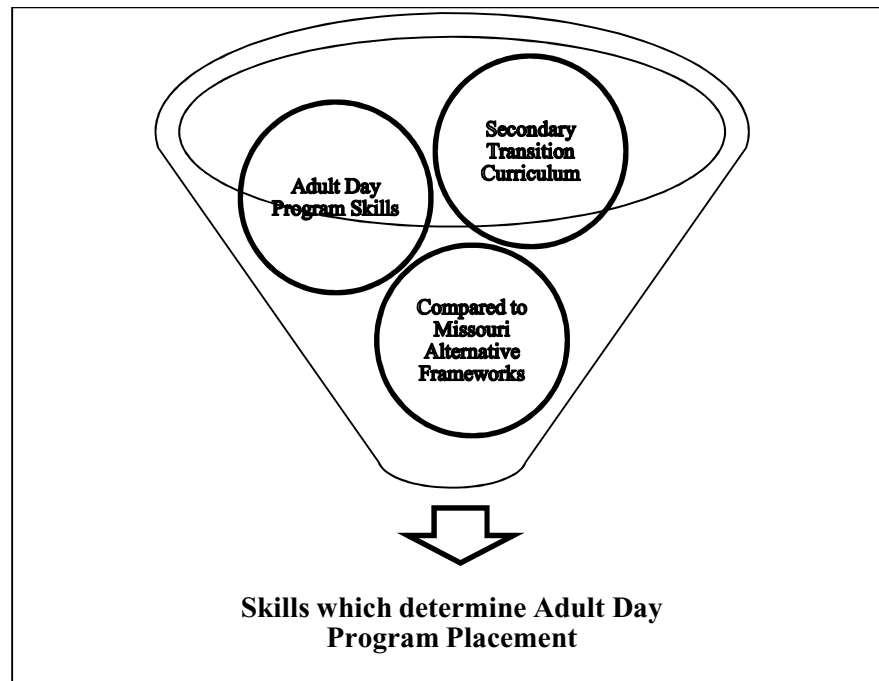 Secondary
Transition
Curriculum
Adult Day
Program Skills
Compared to
Missouri
Alternative
Frameworks
Skills which determine Adult Day
Program Placement